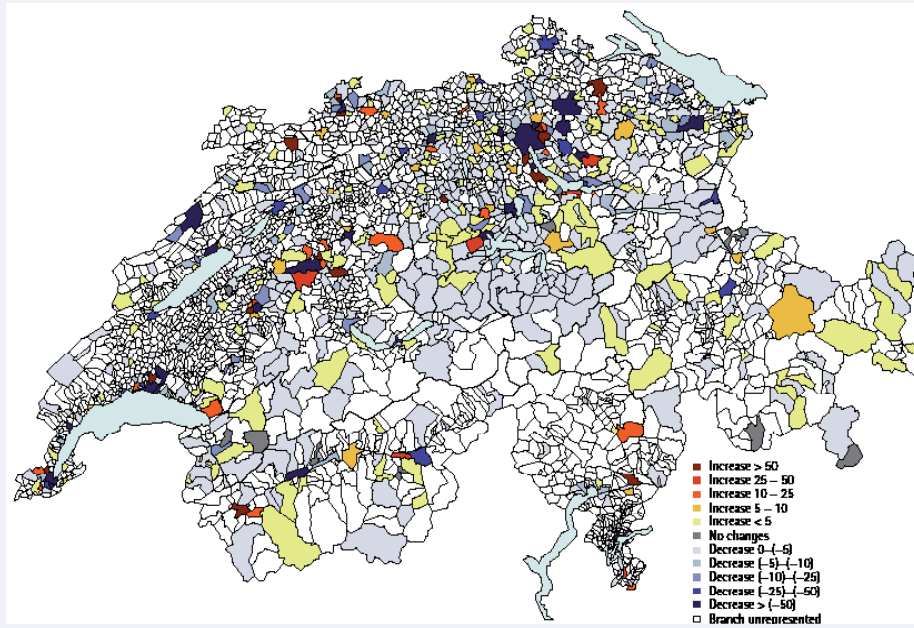 Increase > 50
Increase 25 – 50
Increase 10 – 25
Increase 5 – 10
Increase < 5
No changes
Decrease 0–(–5)
Decrease (–5)–(–10)
Decrease (–10)–(–25)
Decrease (–25)–(–50)
Decrease > (–50)
Branch unrepresented